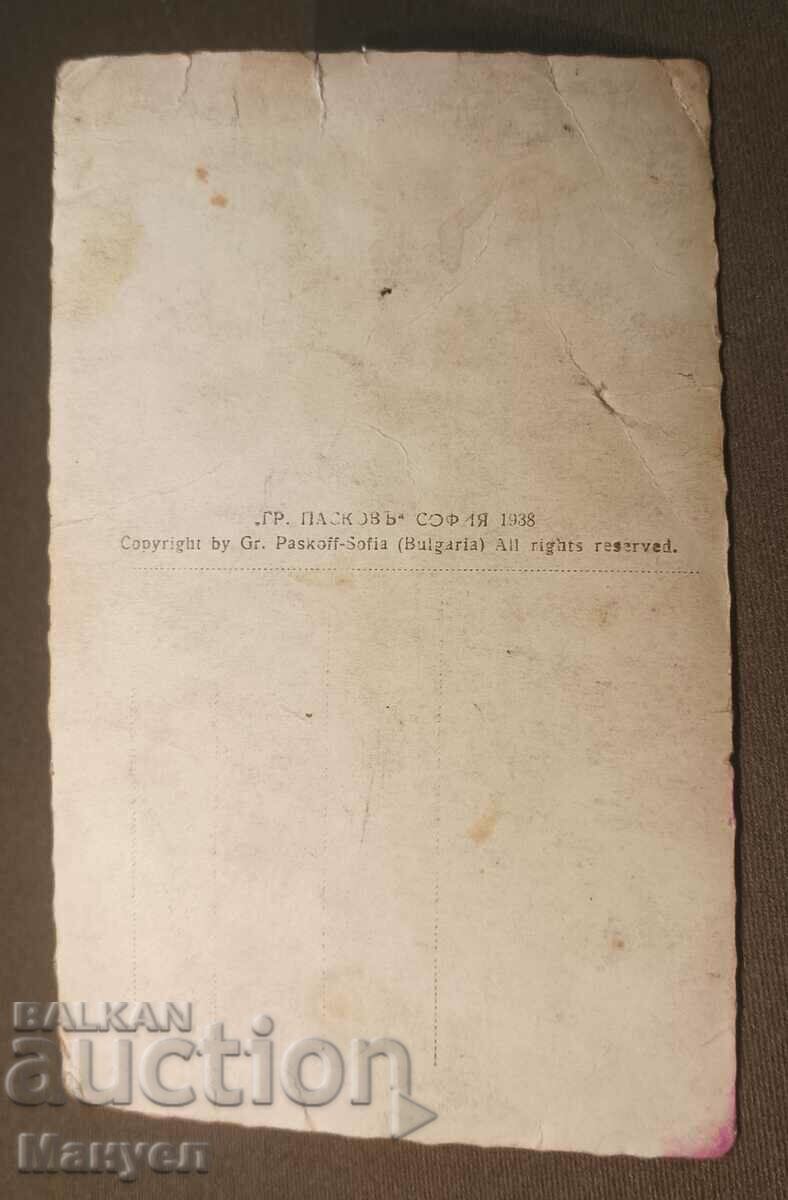 „ГР. ПАСКОВЪ“ СОФИЯ 1938
Copyright by Gr. Paskoff-Sofia (Bulgaria) All rights reserved.
BALKAN
auction
Мануел